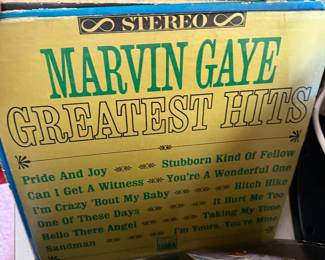 STEREO
MARVIN GAYE
GREATEST HITS
Pride And Joy Stubborn Kind Of Fellow
Can I Get A Witness You're A Wonderful One
I'm Crazy 'Bout My Baby Hitch Hike
One Of These Days It Hurt Me Too
Hello There Angel Taking My Time
Sandman I'm Yours, You're Mine